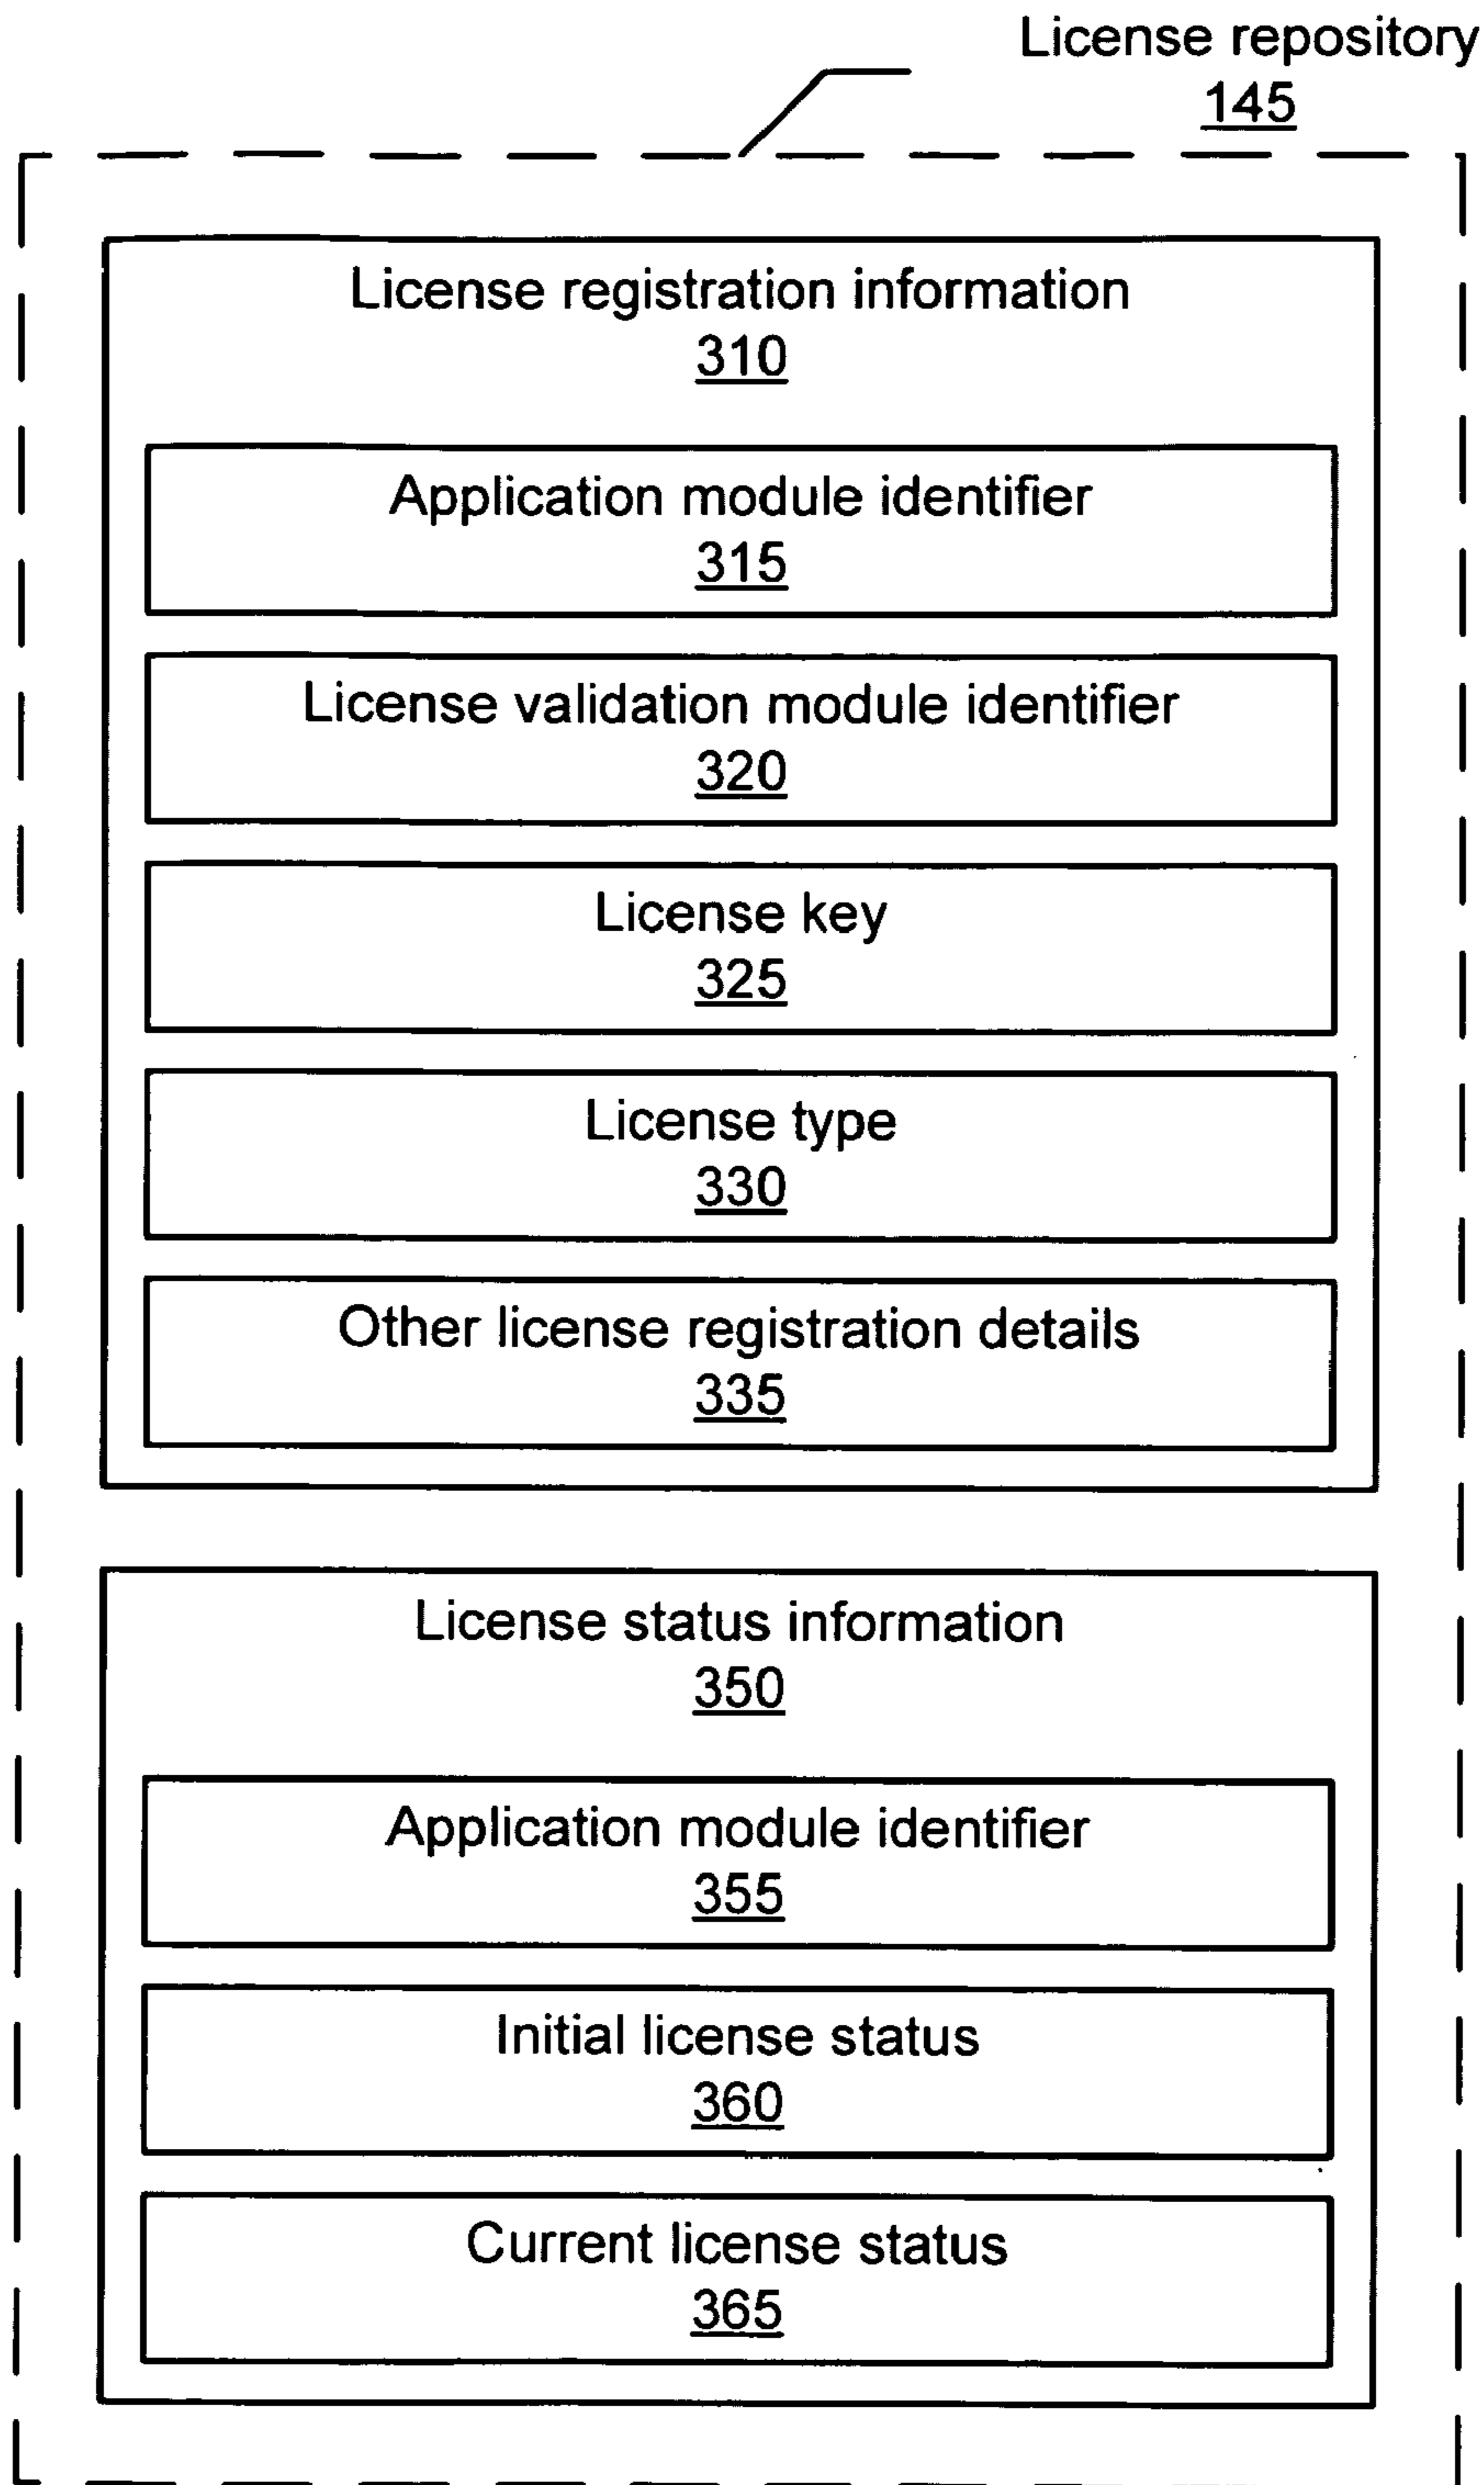 License repository
145
License registration information
310
Application module identifier
315
License validation module identifier
320
License key
325
License type
330
Other license registration details
335
License status information
350
Application module identifier
355
Initial license status
360
Current license status
365